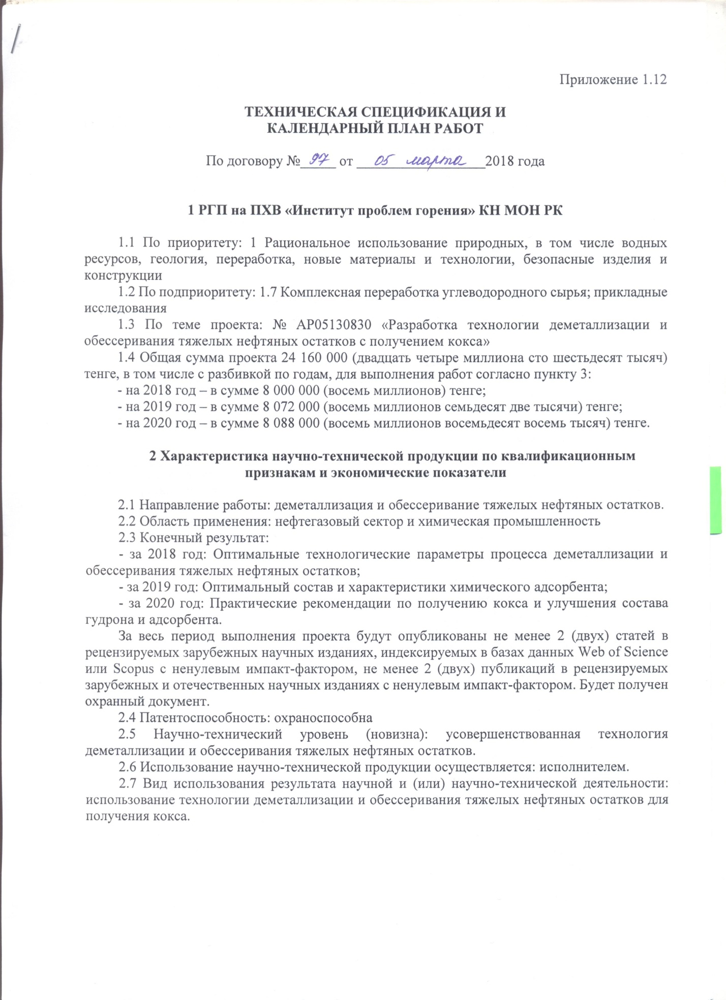 Приложение 1.12
ТЕХНИЧЕСКАЯ СПЕЦИФИКАЦИЯ И
КАЛЕНДАРНЫЙ ПЛАН РАБОТ
По договору №_____ 97 от 05 марта 2018 года
1 РГП на ПХВ «Институт проблем горения» КН МОН РК
1.1 По приоритету: 1 Рациональное использование природных, в том числе водных
ресурсов, геология, переработка, новые материалы и технологии, безопасные изделия и
конструкции
1.2 По подприоритету: 1.7 Комплексная переработка углеводородного сырья; прикладные
исследования
1.3 По теме проекта: № АР05130830 «Разработка технологии деметаллизации и
обессеривания тяжелых нефтяных остатков с получением кокса»
1.4 Общая сумма проекта 24 160 000 (двадцать четыре миллиона сто шестьдесят тысяч)
тенге, в том числе с разбивкой по годам, для выполнения работ согласно пункту 3:
- на 2018 год – в сумме 8 000 000 (восемь миллионов) тенге;
- на 2019 год – в сумме 8 072 000 (восемь миллионов семьдесят две тысячи) тенге;
- на 2020 год – в сумме 8 088 000 (восемь миллионов восемьдесят восемь тысяч) тенге.
2 Характеристика научно-технической продукции по квалификационным
признакам и экономические показатели
2.1 Направление работы: деметаллизация и обессеривание тяжелых нефтяных остатков.
2.2 Область применения: нефтегазовый сектор и химическая промышленность
2.3 Конечный результат:
- за 2018 год: Оптимальные технологические параметры процесса деметаллизации и
обессеривания тяжелых нефтяных остатков;
- за 2019 год: Оптимальный состав и характеристики химического адсорбента;
- за 2020 год: Практические рекомендации по получению кокса и улучшения состава
гудрона и адсорбента.
За весь период выполнения проекта будут опубликованы не менее 2 (двух) статей в
рецензируемых зарубежных научных изданиях, индексируемых в базах данных Web of Science
или Scopus с ненулевым импакт-фактором, не менее 2 (двух) публикаций в рецензируемых
зарубежных и отечественных научных изданиях с ненулевым импакт-фактором. Будет получен
охранный документ.
2.4 Патентоспособность: охраноспособна
2.5 Научно-технический уровень (новизна): усовершенствованная технология
деметаллизации и обессеривания тяжелых нефтяных остатков.
2.6 Использование научно-технической продукции осуществляется: исполнителем.
2.7 Вид использования результата научной и (или) научно-технической деятельности:
использование технологии деметаллизации и обессеривания тяжелых нефтяных остатков для
получения кокса.